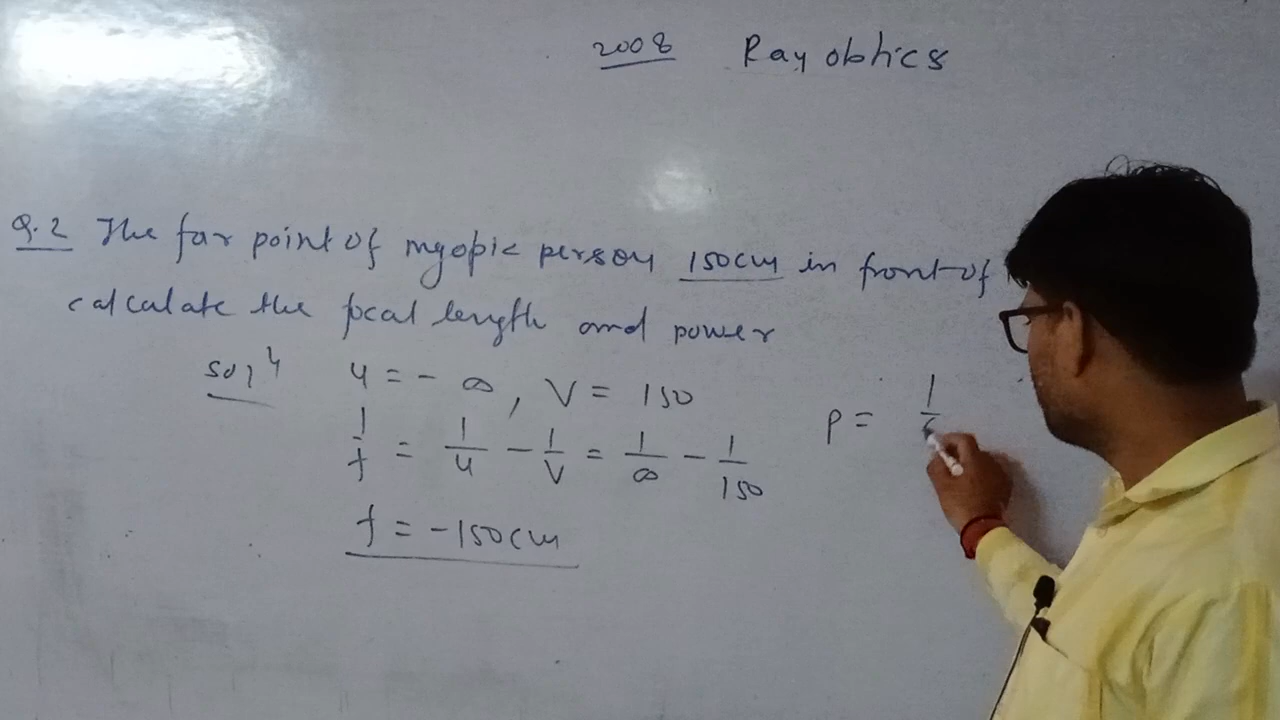 2008 Ray obtics
Q.2 The far point of myopic person 150cm in front of
calculate the focal length and power
Soln u = - ∞, V = 150
1/f = 1/u - 1/V = 1/∞ - 1/150
P = 1/
f = -150cm